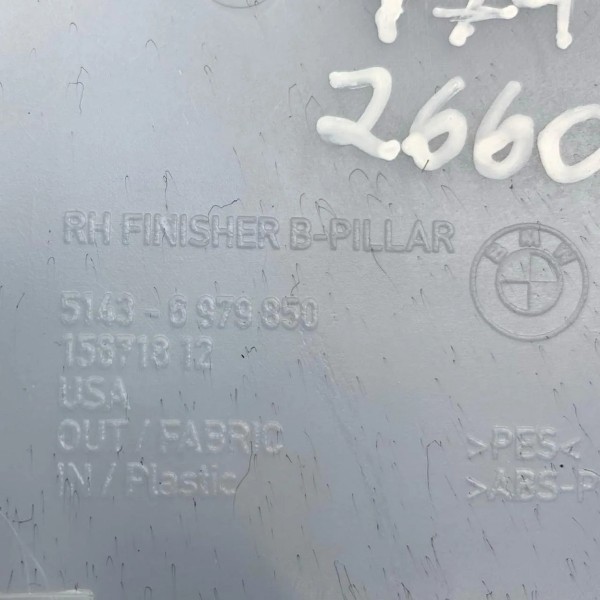 2660
RH FINISHER B-PILLAR
BMW
5143 - 6 979 850
158718 12
USA
OUT / FABRIC
IN / Plastic
>PES<
>ABS-P